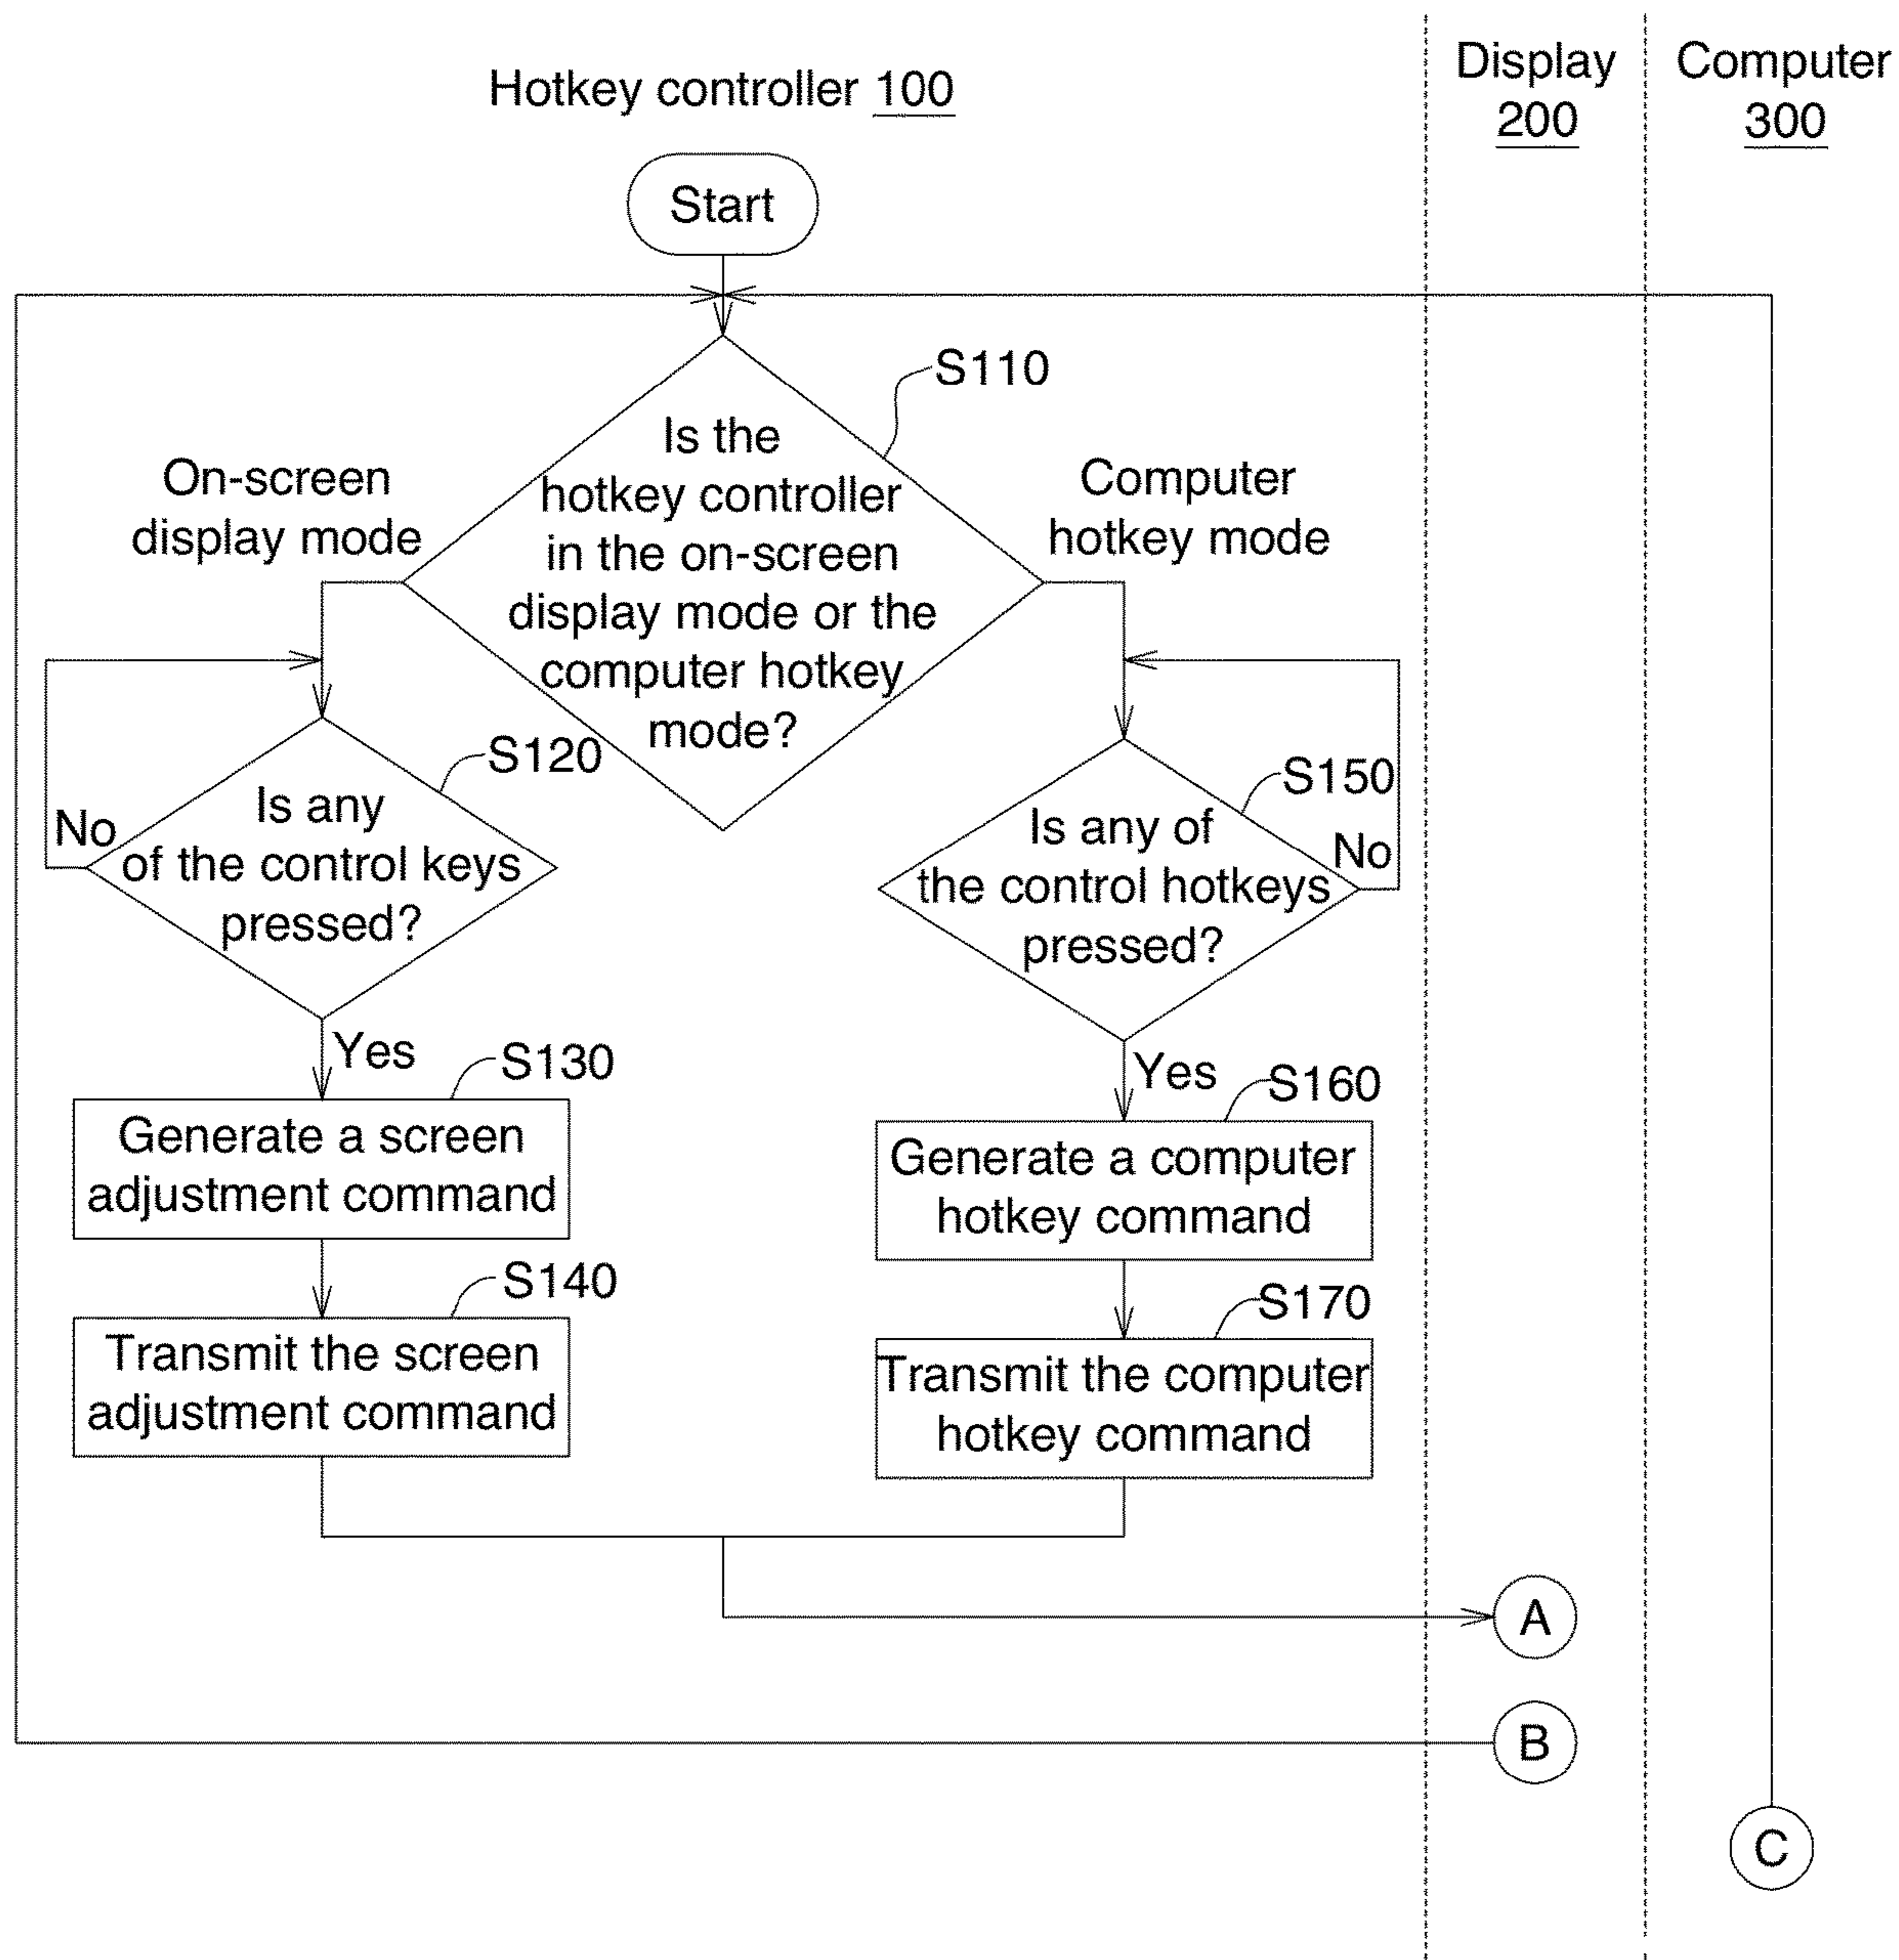 Hotkey controller 100
Display
200
Computer
300
Start
S110
Is the
hotkey controller
in the on-screen
display mode or the
computer hotkey
mode?
On-screen
display mode
Computer
hotkey mode
S120
Is any
of the control keys
pressed?
No
Yes
S130
Generate a screen
adjustment command
S140
Transmit the screen
adjustment command
S150
Is any of
the control hotkeys
pressed?
No
Yes
S160
Generate a computer
hotkey command
S170
Transmit the computer
hotkey command
A
B
C